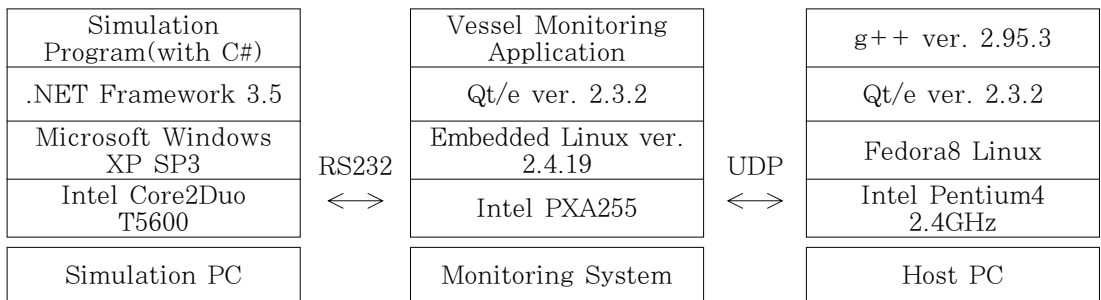 Simulation
Program(with C#)
.NET Framework 3.5
Microsoft Windows
XP SP3
Intel Core2Duo
T5600
Simulation PC
RS232
Vessel Monitoring
Application
Qt/e ver. 2.3.2
Embedded Linux ver.
2.4.19
Intel PXA255
Monitoring System
UDP
g++ ver. 2.95.3
Qt/e ver. 2.3.2
Fedora8 Linux
Intel Pentium4
2.4GHz
Host PC